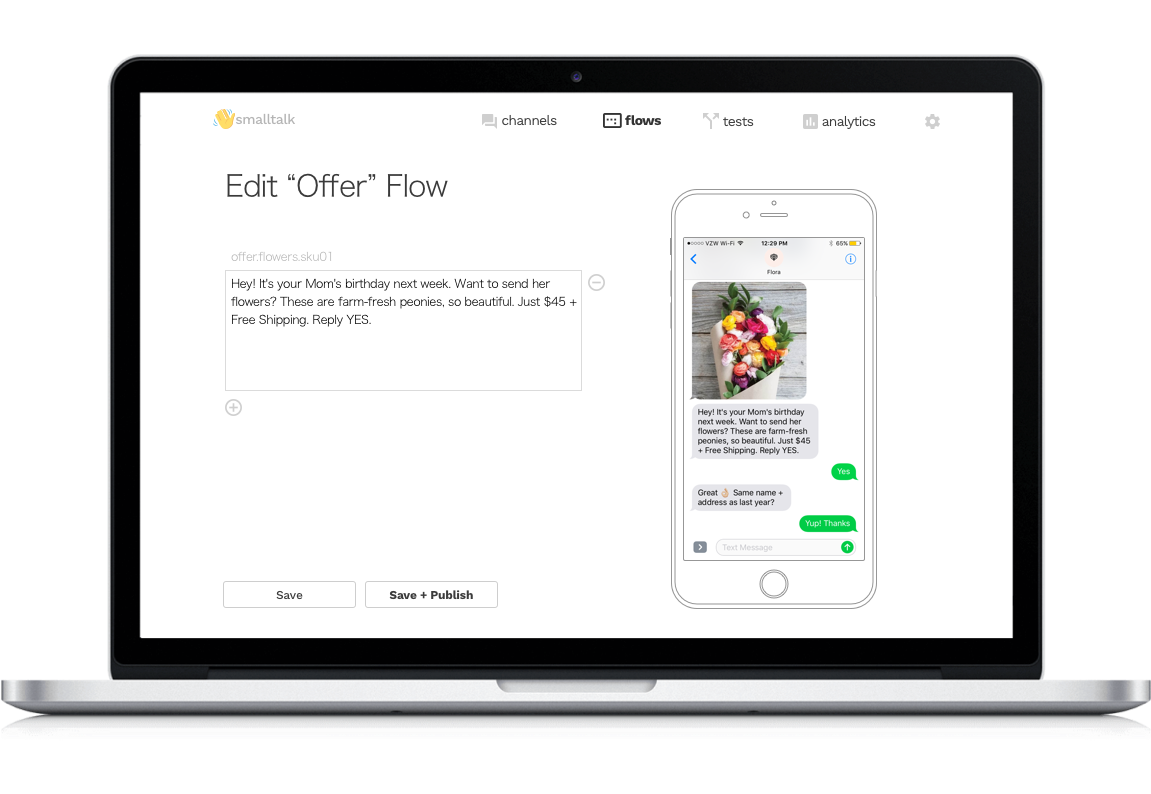 smalltalk
channels
flows
tests
analytics
Edit “Offer” Flow
offer.flowers.sku01
Hey! It's your Mom's birthday next week. Want to send her
flowers? These are farm-fresh peonies, so beautiful. Just $45 +
Free Shipping. Reply YES.
Save
Save + Publish
VZW Wi-Fi
12:29 PM
65%
Flora
Hey! It's your Mom's birthday
next week. Want to send her
flowers? These are farm-fresh
peonies, so beautiful. Just $45
+ Free Shipping. Reply YES.
Yes
Great 👌🏼 Same name +
address as last year?
Yup! Thanks
Text Message